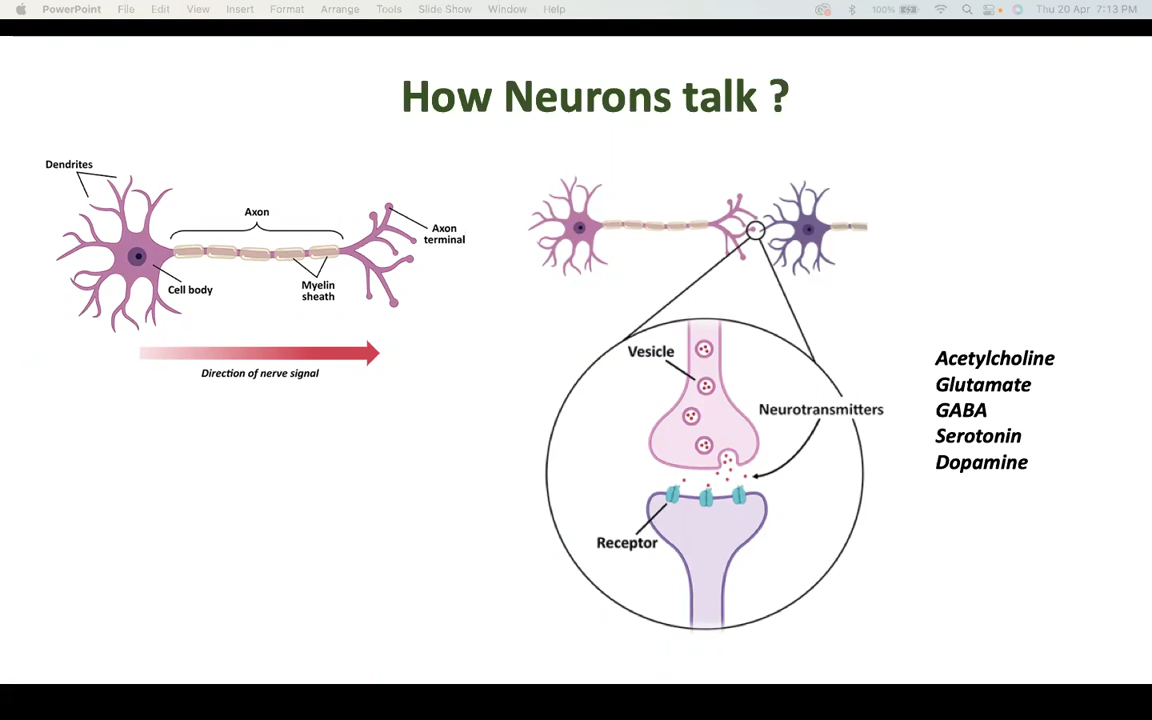 PowerPoint File Edit View Insert Format Arrange Tools Slide Show Window Help 100% Thu 20 Apr 7:13 PM
How Neurons talk ?
Dendrites
Axon
Axon
terminal
Cell body
Myelin
sheath
Direction of nerve signal
Vesicle
Neurotransmitters
Receptor
Acetylcholine
Glutamate
GABA
Serotonin
Dopamine